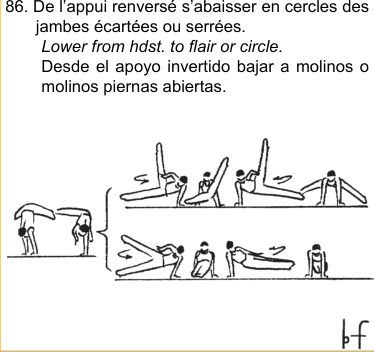 86. De l’appui renversé s’abaisser en cercles des
jambes écartées ou serrées.
Lower from hdst. to flair or circle.
Desde el apoyo invertido bajar a molinos o
molinos piernas abiertas.
bf